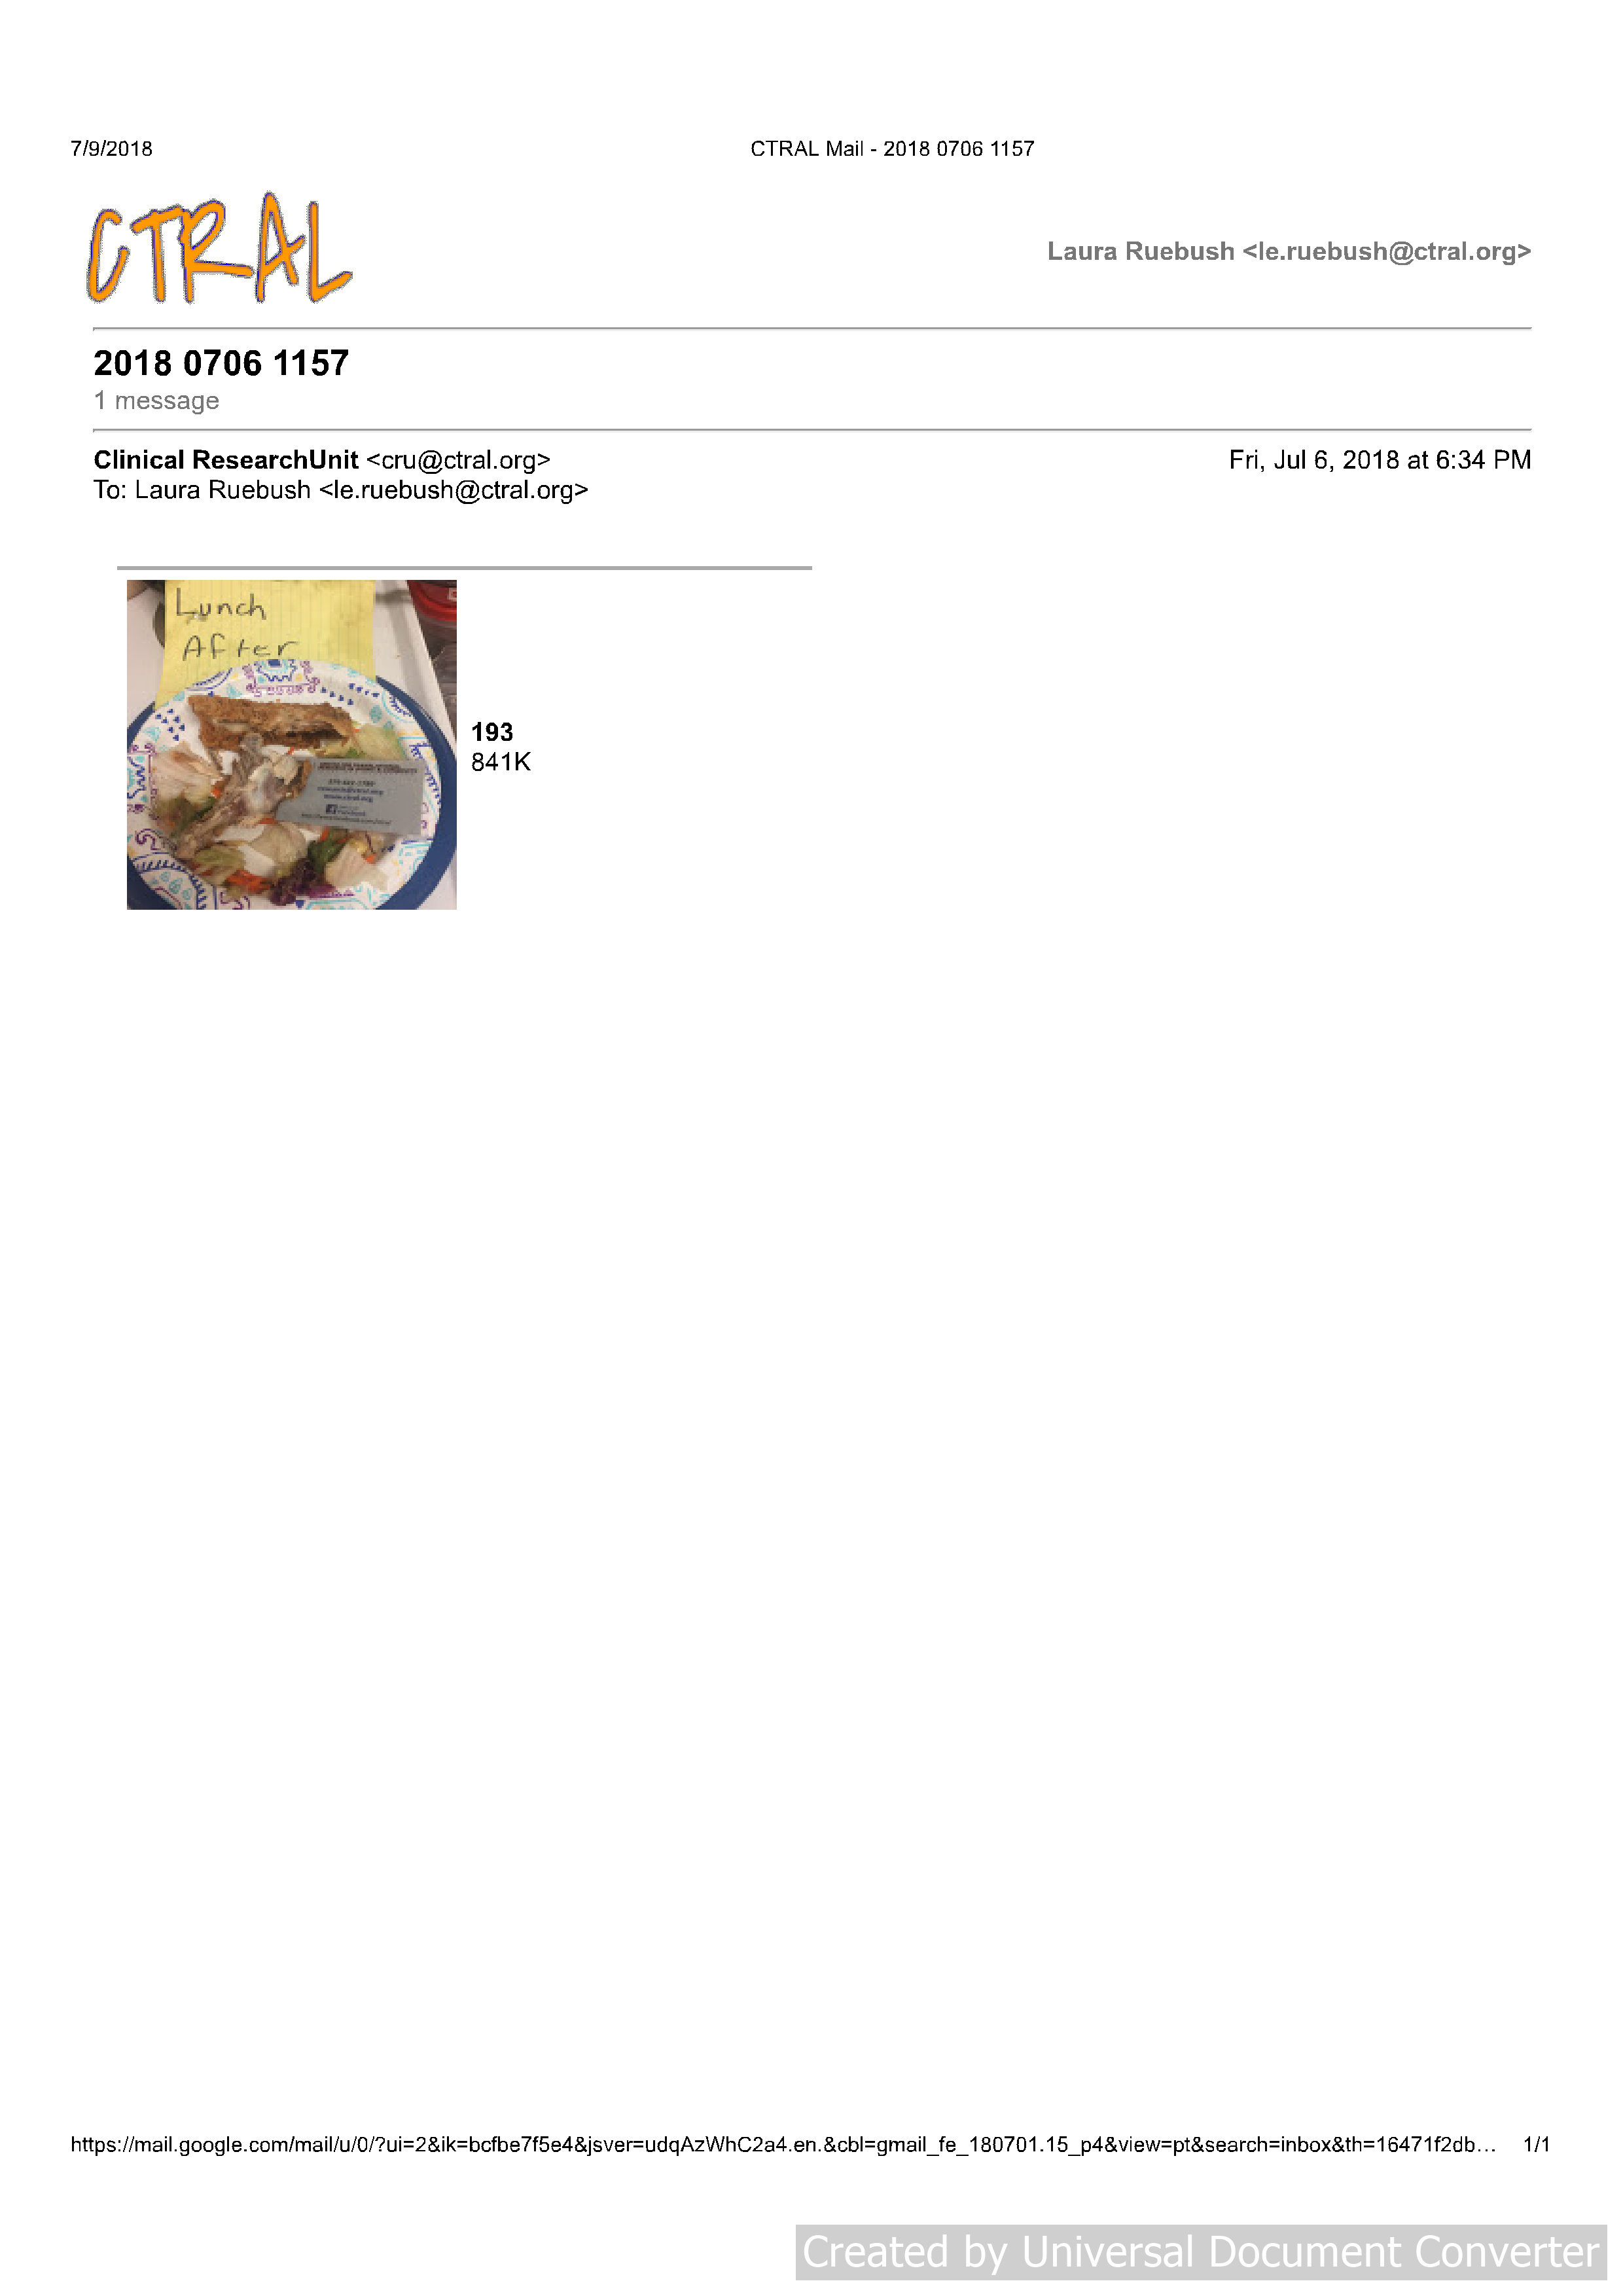 7/9/2018
CTRAL Mail - 2018 0706 1157
CTRAL
Laura Ruebush <le.ruebush@ctral.org>
2018 0706 1157
1 message
Clinical ResearchUnit <cru@ctral.org>
Fri, Jul 6, 2018 at 6:34 PM
To: Laura Ruebush <le.ruebush@ctral.org>
Lunch
After
193
841K
https://mail.google.com/mail/u/0/?ui=2&ik=bcfbe7f5e4&jsver=udqAzWhC2a4.en.&cbl=gmail_fe_180701.15_p4&view=pt&search=inbox&th=16471f2db…
1/1
Created by Universal Document Converter